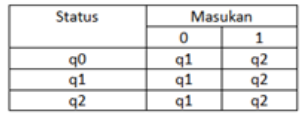 Status Masukan
0 1
q0 q1 q2
q1 q1 q2
q2 q1 q2